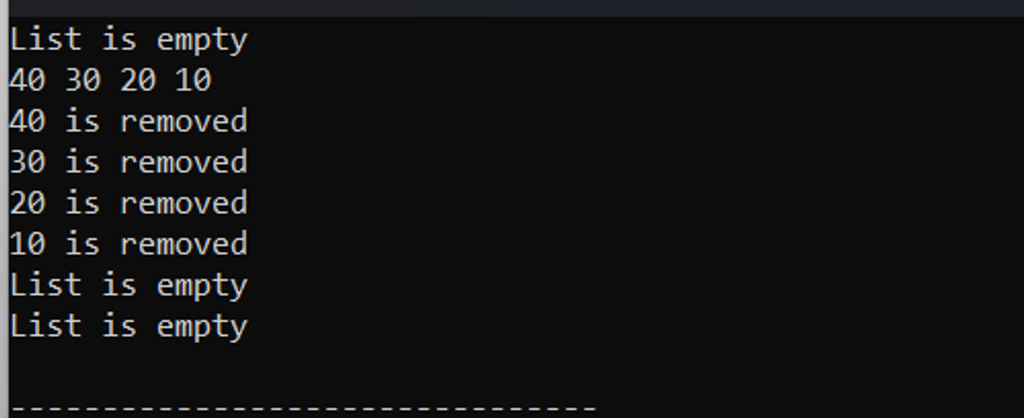 List is empty
40 30 20 10
40 is removed
30 is removed
20 is removed
10 is removed
List is empty
List is empty
--------------------------------